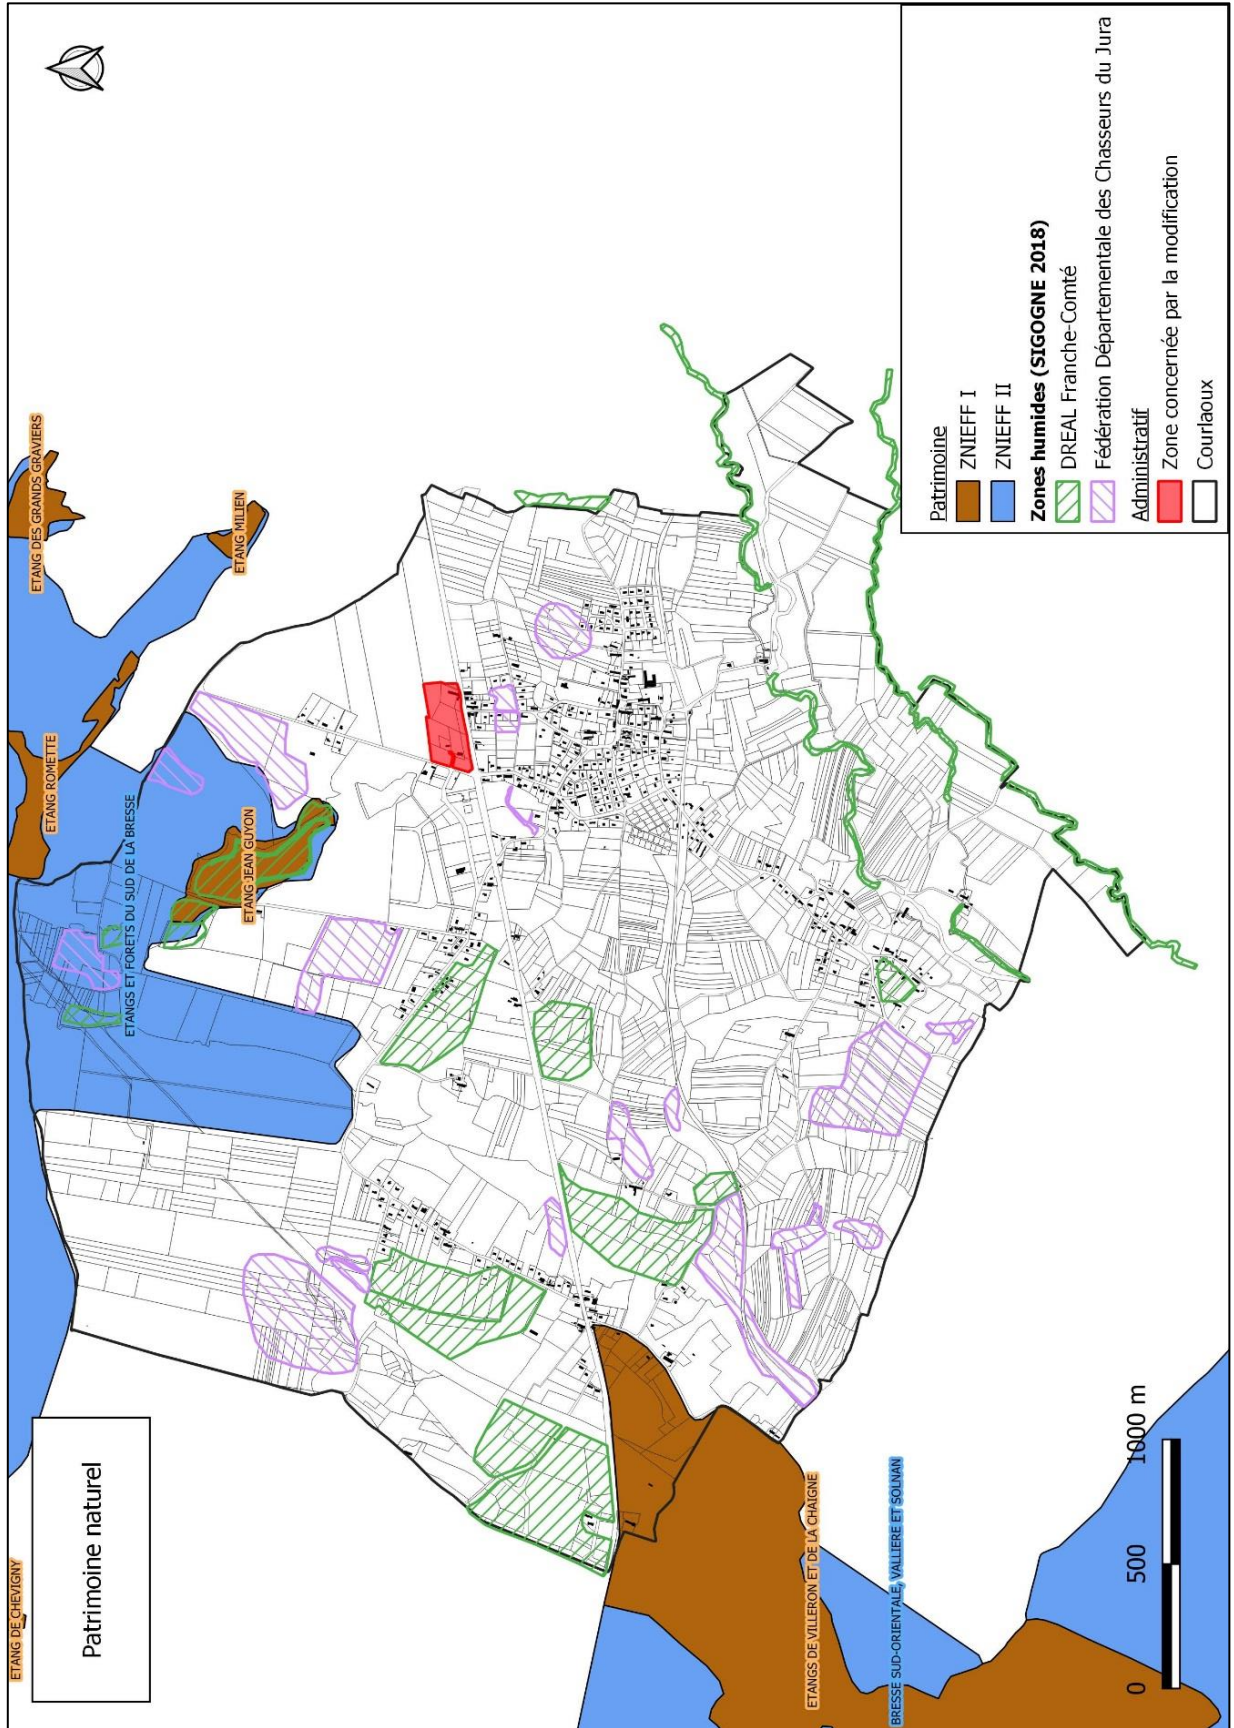 Patrimoine naturel
ETANG DE CHEVIGNY
ETANGS ET FORETS DU SUD DE LA BRESSE
ETANG ROMETTE
ETANG DES GRANDS GRAVIERS
ETANG MILIEN
ETANG JEAN GUYON
ETANGS DE VILLERON ET DE LA CHAIGNE
BRESSE SUD-ORIENTALE, VALLIERE ET SOLNAN
0 500 1000 m
Patrimoine
ZNIEFF I
ZNIEFF II
Zones humides (SIGOGNE 2018)
DREAL Franche-Comté
Fédération Départementale des Chasseurs du Jura
Administratif
Zone concernée par la modification
Courlaoux